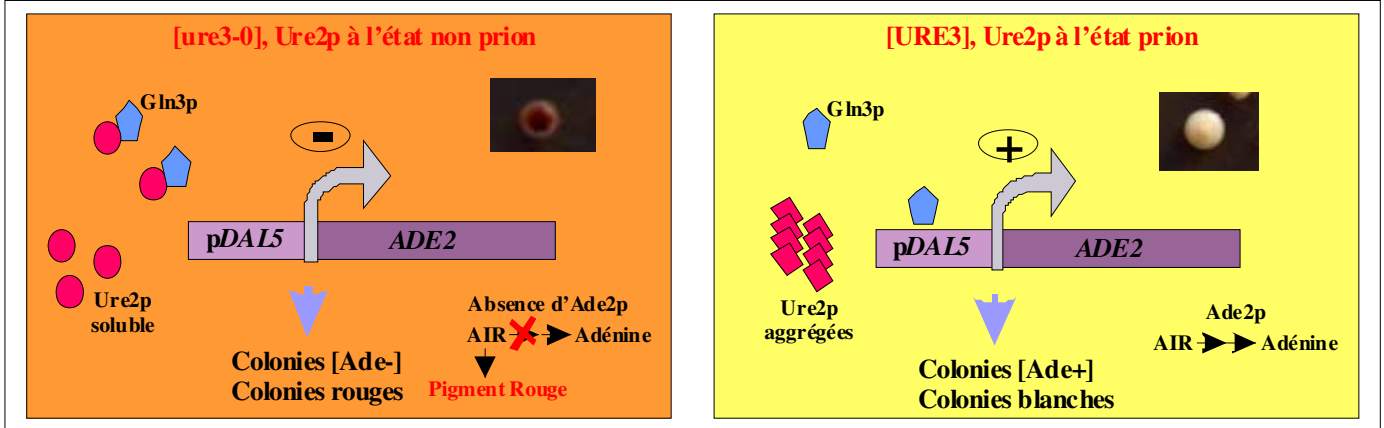 [ure3-0], Ure2p à l'état non prion
Gln3p
-
pDAL5
ADE2
Ure2p
soluble
Absence d'Ade2p
AIR
Adénine
Pigment Rouge
Colonies [Ade-]
Colonies rouges
[URE3], Ure2p à l'état prion
Gln3p
+
pDAL5
ADE2
Ure2p
aggrégées
Ade2p
AIR
Adénine
Colonies [Ade+]
Colonies blanches